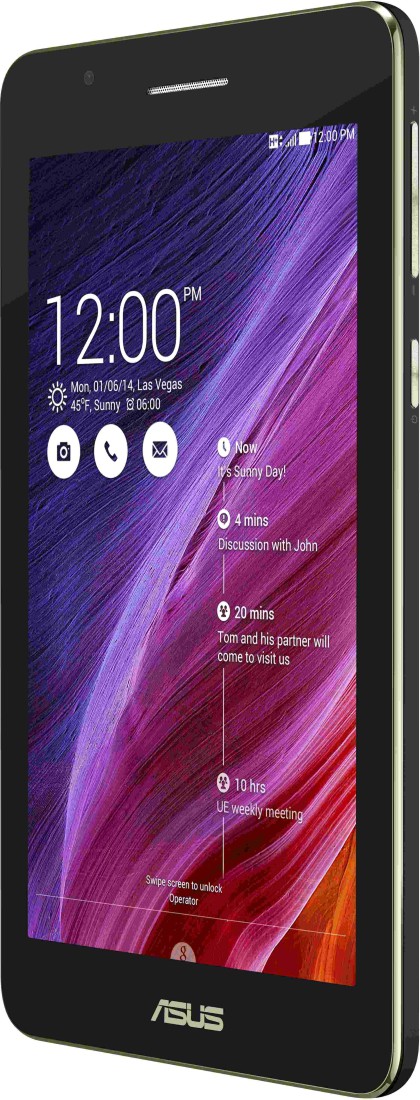 12:00 PM
12:00 PM
Mon, 01/06/14, Las Vegas
45°F, Sunny 06:00
Now
It's Sunny Day!
4 mins
Discussion with John
20 mins
Tom and his partner will
come to visit us
10 hrs
UE weekly meeting
Swipe screen to unlock
Operator
8
ASUS